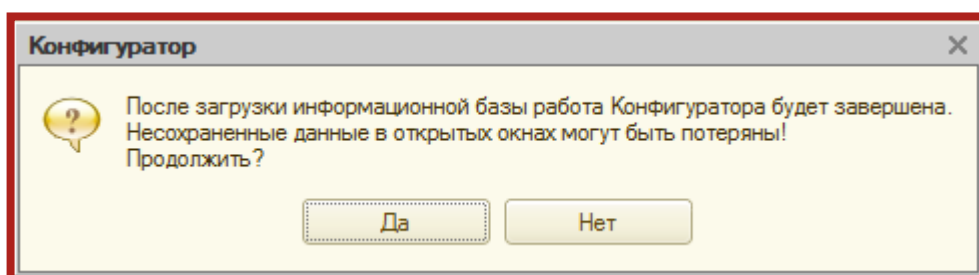 Конфигуратор
После загрузки информационной базы работа Конфигуратора будет завершена.
Несохраненные данные в открытых окнах могут быть потеряны!
Продолжить?
Да
Нет